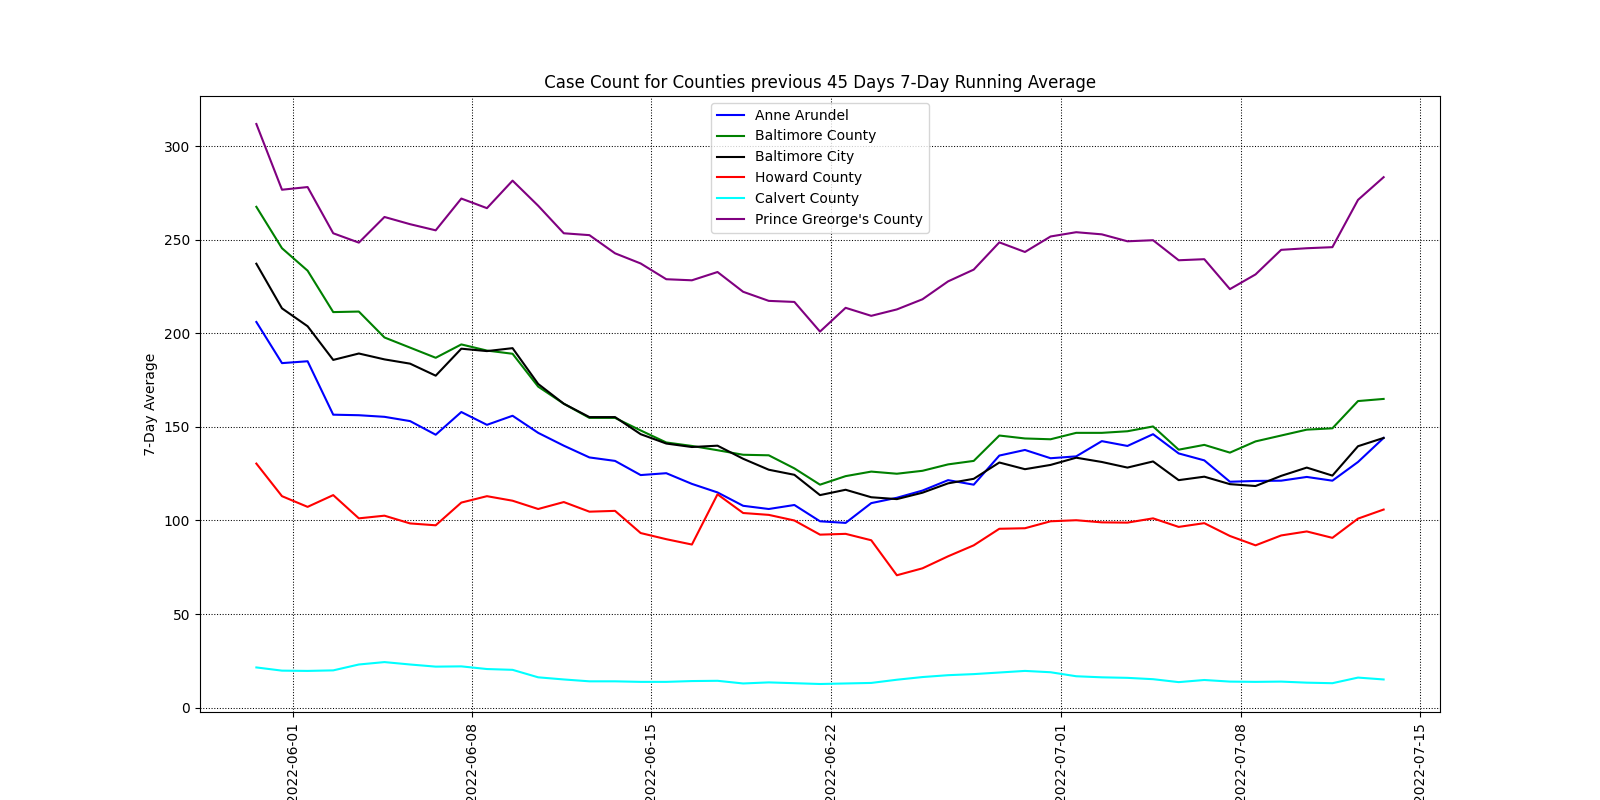 Case Count for Counties previous 45 Days 7-Day Running Average
Anne Arundel
Baltimore County
Baltimore City
Howard County
Calvert County
Prince Greorge's County
7-Day Average
300
250
200
150
100
50
0
2022-06-01
2022-06-08
2022-06-15
2022-06-22
2022-07-01
2022-07-08
2022-07-15